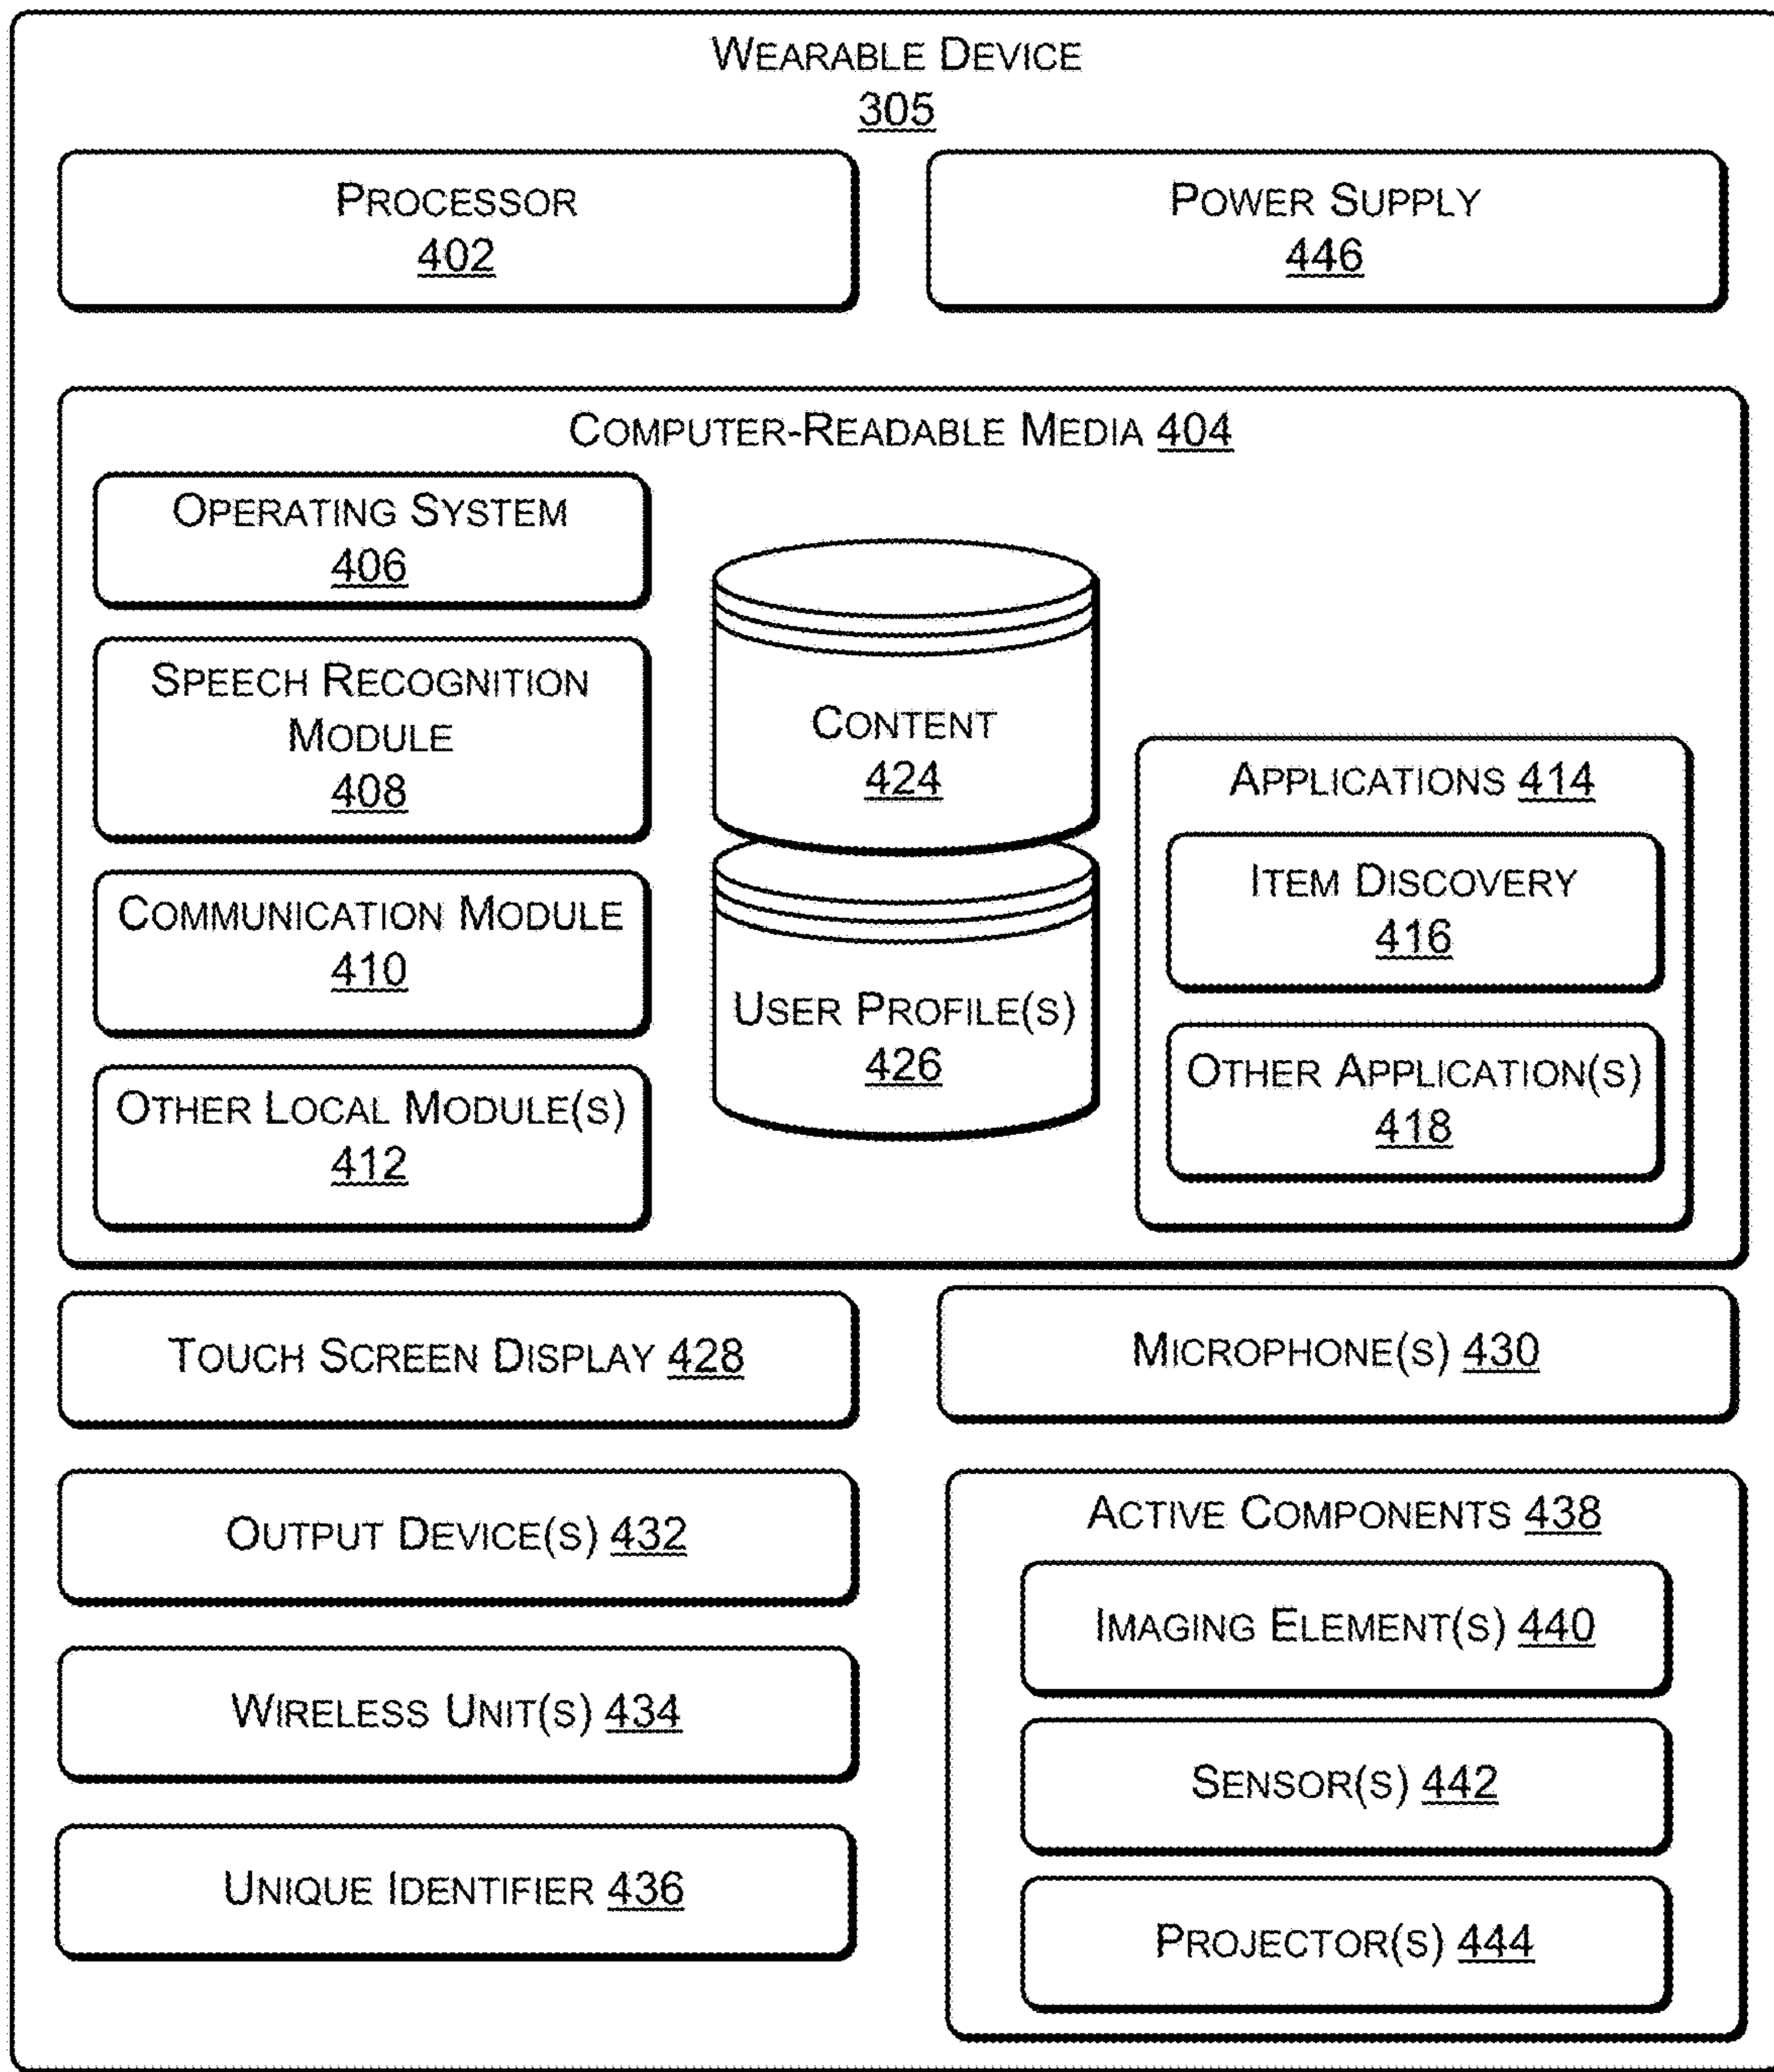 WEARABLE DEVICE
305
PROCESSOR
402
POWER SUPPLY
446
COMPUTER-READABLE MEDIA 404
OPERATING SYSTEM
406
SPEECH RECOGNITION
MODULE
408
COMMUNICATION MODULE
410
OTHER LOCAL MODULE(S)
412
CONTENT
424
USER PROFILE(S)
426
APPLICATIONS 414
ITEM DISCOVERY
416
OTHER APPLICATION(S)
418
TOUCH SCREEN DISPLAY 428
MICROPHONE(S) 430
OUTPUT DEVICE(S) 432
WIRELESS UNIT(S) 434
UNIQUE IDENTIFIER 436
ACTIVE COMPONENTS 438
IMAGING ELEMENT(S) 440
SENSOR(S) 442
PROJECTOR(S) 444